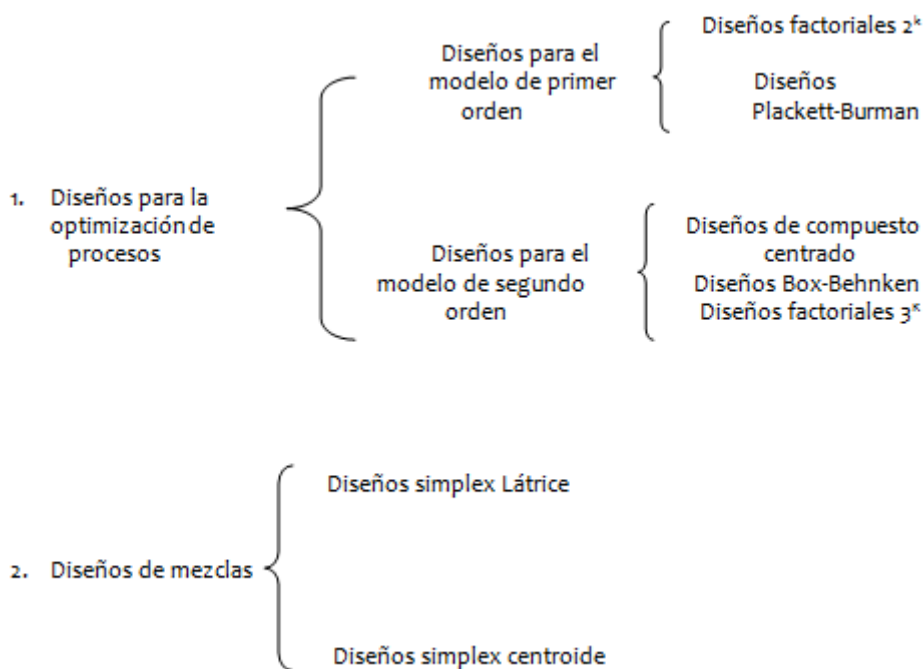 Diseños factoriales 2ᵏ
Diseños para el
modelo de primer
orden
Diseños
Plackett-Burman
1. Diseños para la
optimización de
procesos
Diseños de compuesto
centrado
Diseños para el
modelo de segundo
orden
Diseños Box-Behnken
Diseños factoriales 3ᵏ
Diseños simplex Látrice
2. Diseños de mezclas
Diseños simplex centroide